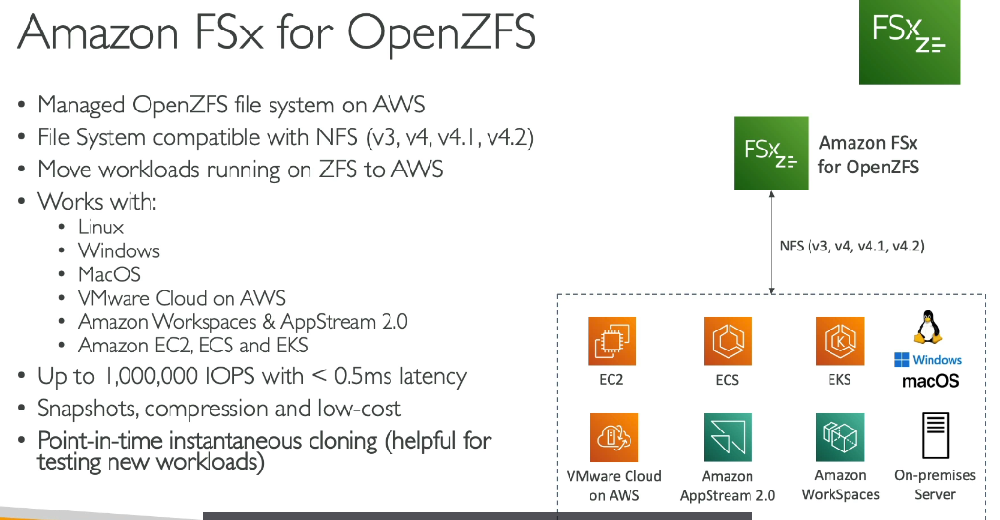 Amazon FSx for OpenZFS
FSx
• Managed OpenZFS file system on AWS
• File System compatible with NFS (v3, v4, v4.1, v4.2)
• Move workloads running on ZFS to AWS
• Works with:
• Linux
• Windows
• MacOS
• VMware Cloud on AWS
• Amazon Workspaces & AppStream 2.0
• Amazon EC2, ECS and EKS
• Up to 1,000,000 IOPS with < 0.5ms latency
• Snapshots, compression and low-cost
• Point-in-time instantaneous cloning (helpful for
testing new workloads)
FSx
Amazon FSx
for OpenZFS
NFS (v3, v4, v4.1, v4.2)
EC2
ECS
K
EKS
Windows
macOS
VMware Cloud
on AWS
Amazon
AppStream 2.0
Amazon
WorkSpaces
On-premises
Server